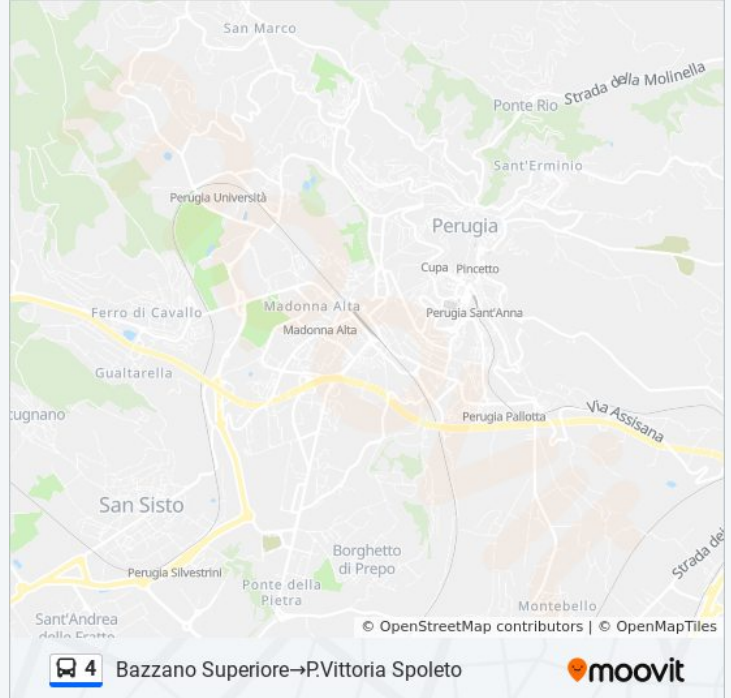 San Marco
Strada della Molinella
Ponte Rio
Sant'Erminio
Perugia Università
Perugia
Cupa
Pincetto
Madonna Alta
Ferro di Cavallo
Perugia Sant'Anna
Madonna Alta
Gualtarella
cugnano
Perugia Pallotta
Via Assisana
San Sisto
Borghetto
di Prepo
Strada dei
Perugia Silvestrini
Ponte della
Pietra
Montebello
Sant'Andrea
delle Fratte
© OpenStreetMap contributors | © OpenMapTiles
4 Bazzano Superiore→P.Vittoria Spoleto
moovit